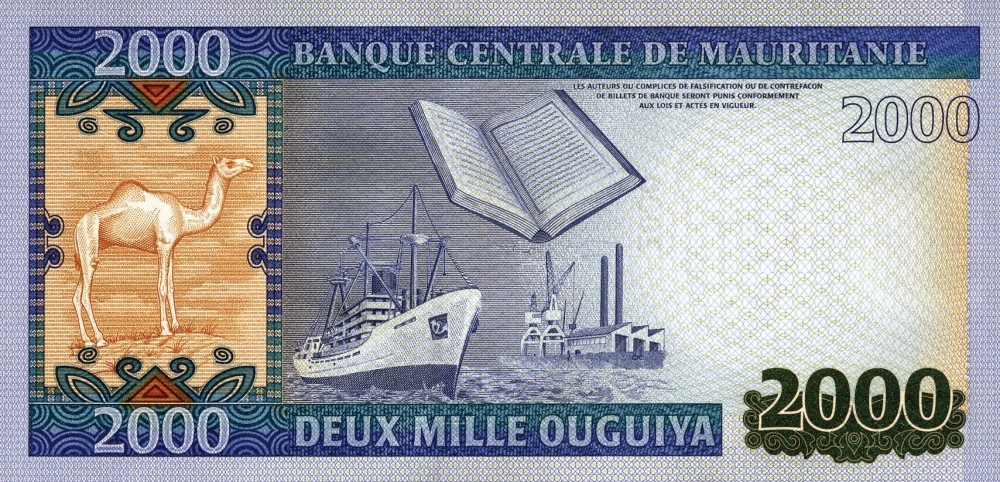 2000
BANQUE CENTRALE DE MAURITANIE
LES AUTEURS OU COMPLICES DE FALSIFICATION OU DE CONTREFACON
DE BILLETS DE BANQUE SERONT PUNIS CONFORMEMENT
AUX LOIS ET ACTES EN VIGUEUR.
2000
2000
DEUX MILLE OUGUIYA
2000